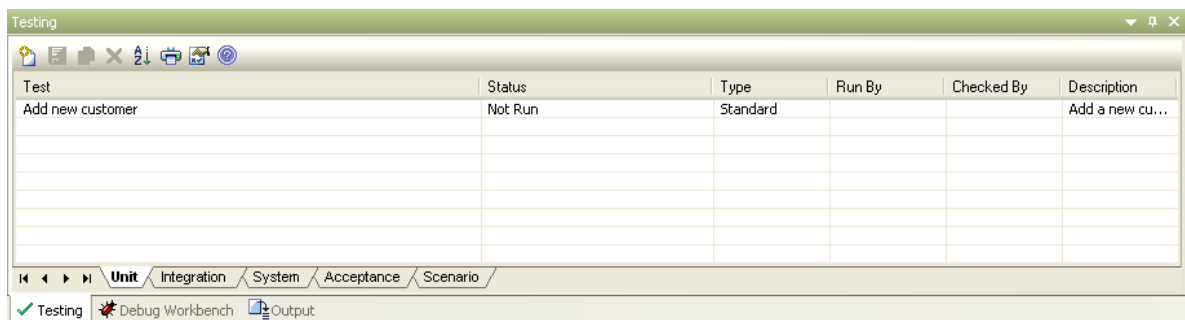 Testing
Test Status Type Run By Checked By Description
Add new customer Not Run Standard Add a new cu...
Unit Integration System Acceptance Scenario
Testing Debug Workbench Output